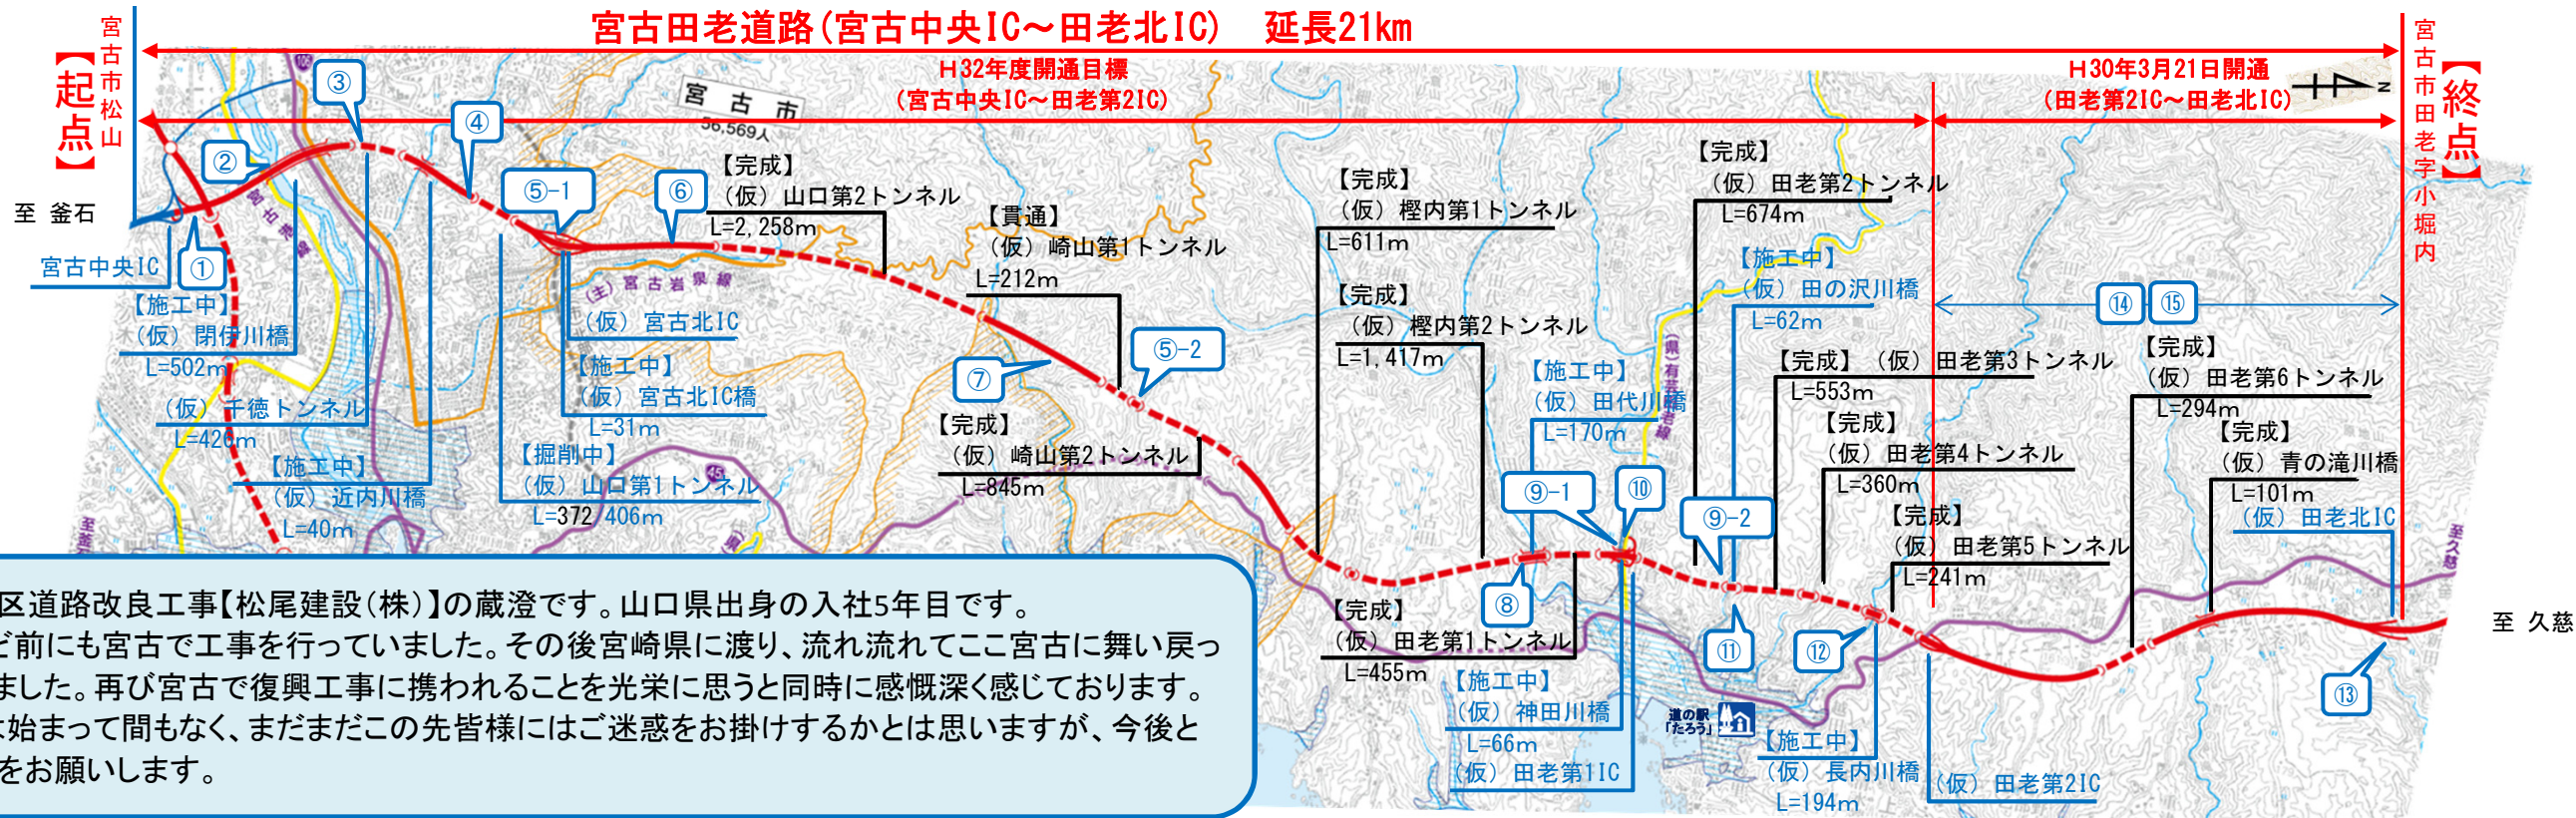 宮古田老道路(宮古中央IC～田老北IC)　延長21km
【起点】
宮古市松山
H32年度開通目標
(宮古中央IC～田老第2IC)
H30年3月21日開通
(田老第2IC～田老北IC)
N
宮古市田老字小堀内
【終点】
至 釜石
宮古中央IC
①
②
③
④
⑤-1
⑥
宮古市
56,569人
【施工中】
(仮) 閉伊川橋
L=502m
(仮) 千徳トンネル
【施工中】
(仮) 近内川橋
L=40m
(主) 宮古岩泉線
(仮) 宮古北IC
【施工中】
(仮) 宮古北IC橋
L=31m
【掘削中】
(仮) 山口第1トンネル
L=372 406m
【完成】
(仮) 山口第2トンネル
L=2,258m
【貫通】
(仮) 崎山第1トンネル
L=212m
⑦
⑤-2
【完成】
(仮) 崎山第2トンネル
L=845m
45
【完成】
(仮) 樫内第1トンネル
L=611m
【完成】
(仮) 樫内第2トンネル
L=1,417m
【施工中】
(仮) 田代川橋
L=170m
⑧
⑨-1
⑩
⑨-2
【完成】
(仮) 田老第1トンネル
L=455m
【施工中】
(仮) 神田川橋
L=66m
(仮) 田老第1IC
【完成】
(仮) 田老第2トンネル
L=674m
【施工中】
(仮) 田の沢川橋
L=62m
【完成】 (仮) 田老第3トンネル
L=553m
【完成】
(仮) 田老第4トンネル
L=360m
【完成】
(仮) 田老第5トンネル
L=241m
⑪
⑫
道の駅
「たろう」
【施工中】
(仮) 長内川橋
L=194m
(仮) 田老第2IC
⑭
⑮
【完成】
(仮) 田老第6トンネル
L=294m
【完成】
(仮) 青の滝川橋
L=101m
(仮) 田老北IC
⑬
至久慈
至 久慈
区道路改良工事【松尾建設(株)】の蔵澄です。山口県出身の入社5年目です。
前にも宮古で工事を行っていました。その後宮崎県に渡り、流れ流れてここ宮古に舞い戻っ
ました。再び宮古で復興工事に携われることを光栄に思うと同時に感慨深く感じております。
始まって間もなく、まだまだこの先皆様にはご迷惑をお掛けするかとは思いますが、今後と
をお願いします。